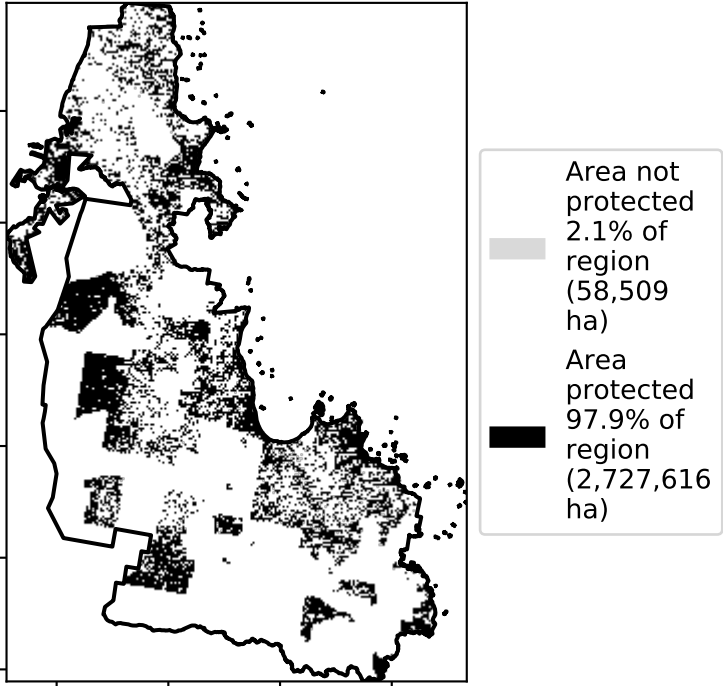 Area not
protected
2.1% of
region
(58,509
ha)
Area
protected
97.9% of
region
(2,727,616
ha)